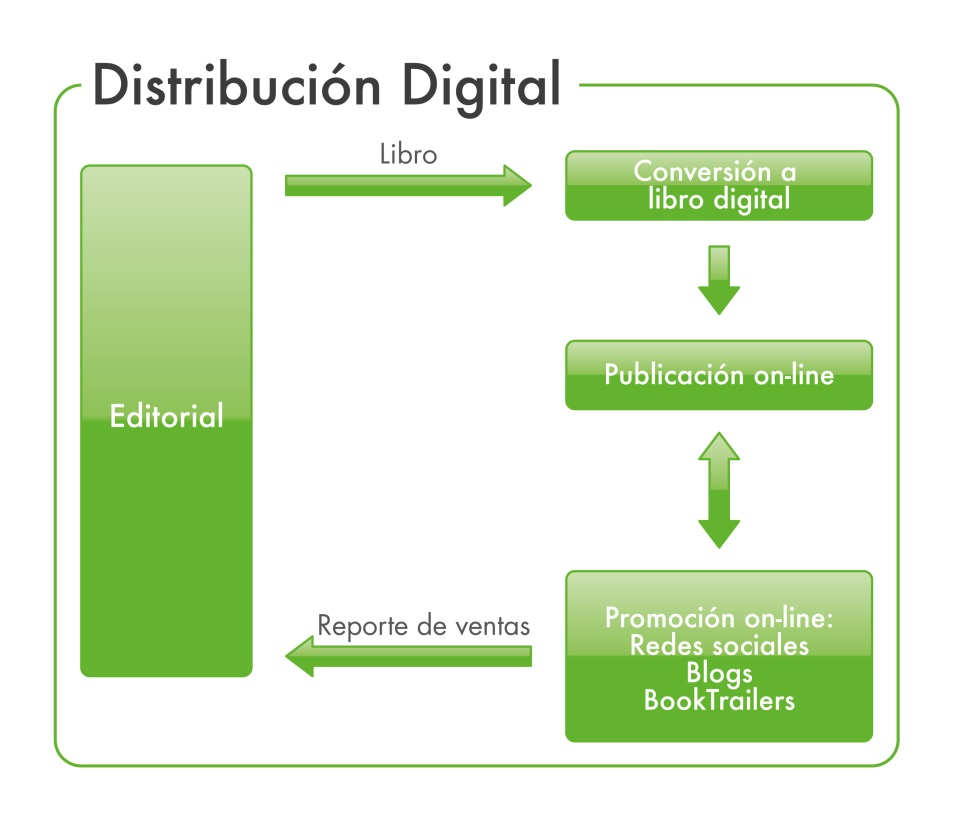 Distribución Digital
Libro
Conversión a
libro digital
Publicación on-line
Editorial
Promoción on-line:
Redes sociales
Blogs
BookTrailers
Reporte de ventas